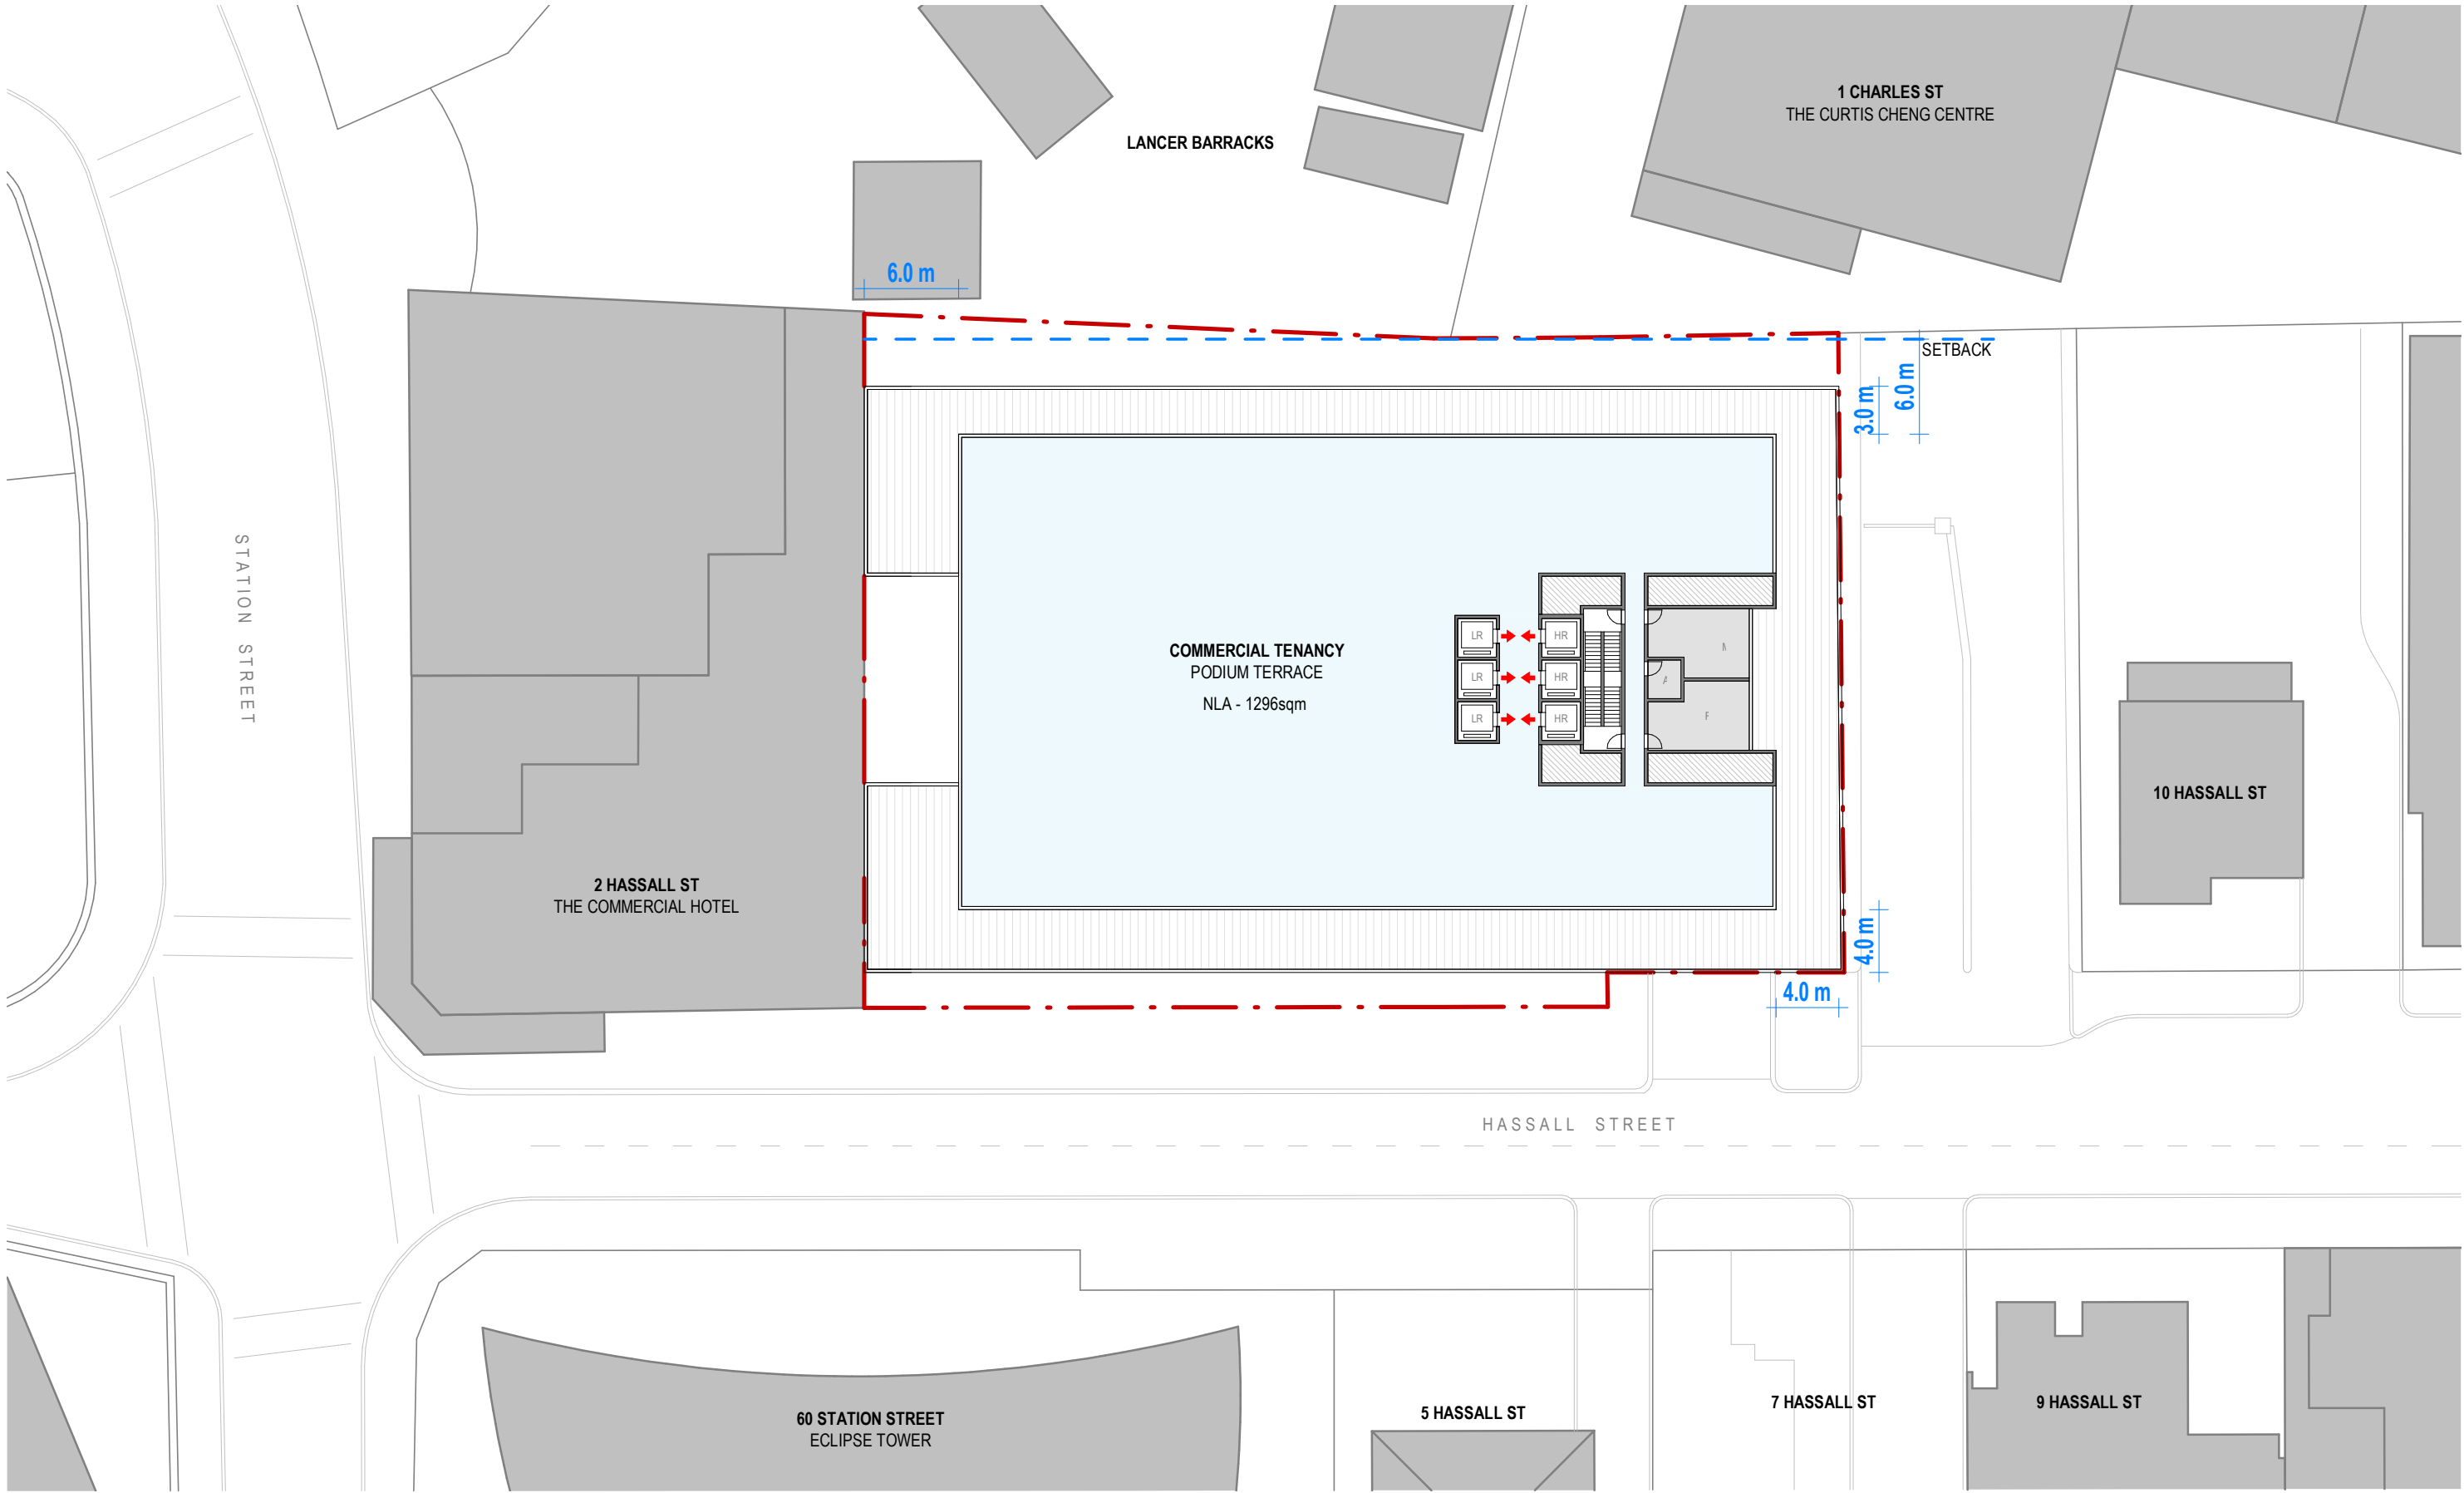 1 CHARLES ST
THE CURTIS CHENG CENTRE
LANCER BARRACKS
6.0 m
SETBACK
3.0 m
6.0 m
STATION STREET
COMMERCIAL TENANCY
PODIUM TERRACE
NLA - 1296sqm
LR
HR
LR
HR
LR
HR
A
F
10 HASSALL ST
2 HASSALL ST
THE COMMERCIAL HOTEL
4.0 m
4.0 m
HASSALL STREET
60 STATION STREET
ECLIPSE TOWER
5 HASSALL ST
7 HASSALL ST
9 HASSALL ST